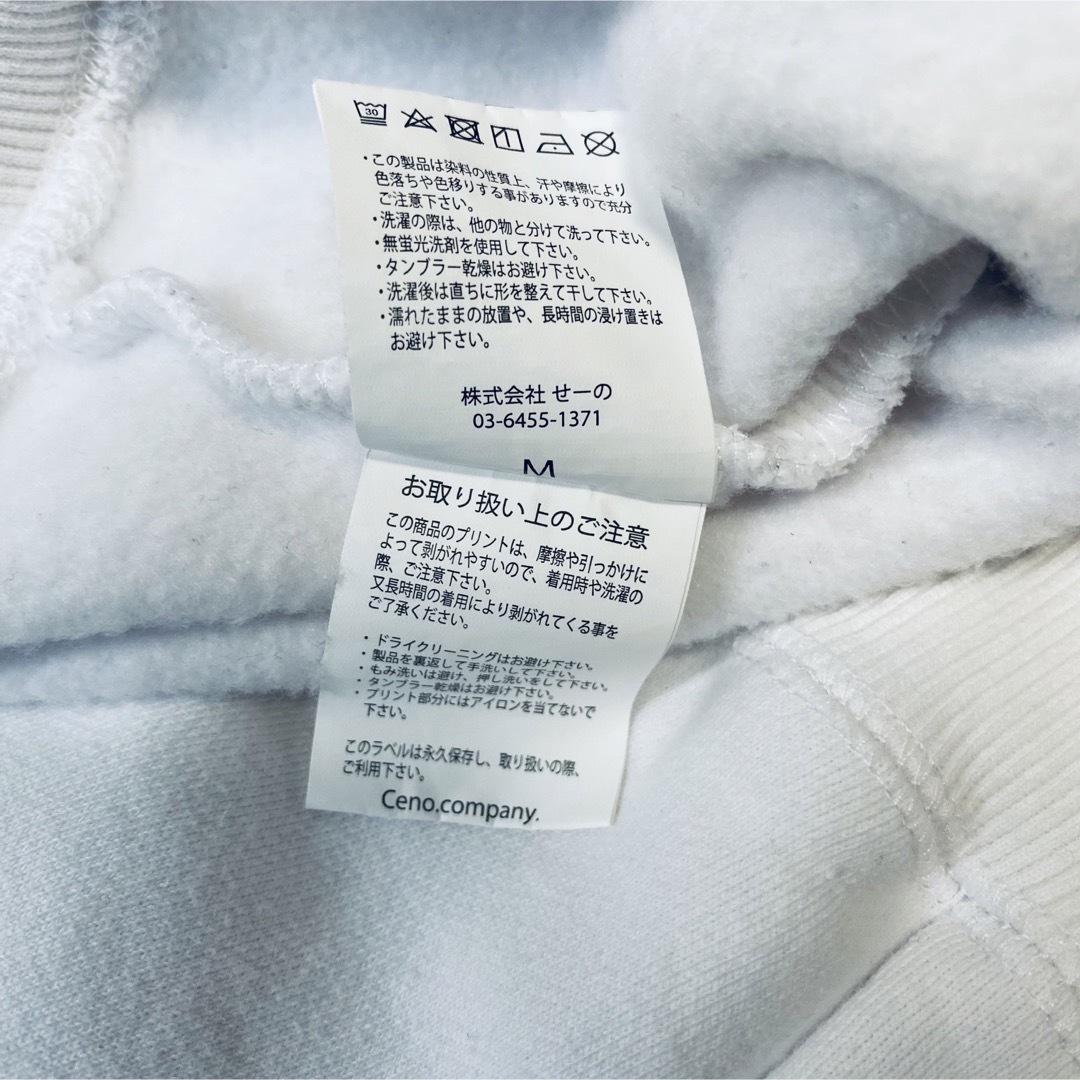 30
・この製品は染料の性質上、汗や摩擦により
色落ちや色移りする事がありますので充分
ご注意下さい。
・洗濯の際は、他の物と分けて洗って下さい。
・無蛍光洗剤を使用して下さい。
・タンブラー乾燥はお避け下さい。
・洗濯後は直ちに形を整えて干して下さい。
・濡れたままの放置や、長時間の浸け置きは
お避け下さい。
株式会社 せーの
03-6455-1371
M
お取り扱い上のご注意
この商品のプリントは、摩擦や引っかけに
よって剥がれやすいので、着用時や洗濯の
際、ご注意下さい。
又長時間の着用により剥がれてくる事を
ご了承ください。
・ドライクリーニングはお避け下さい。
・製品を裏返して手洗いして下さい。
・もみ洗いは避け、押し洗いをして下さい。
・タンブラー乾燥はお避け下さい。
・プリント部分にはアイロンを当てないで
下さい。
このラベルは永久保存し、取り扱いの際、
ご利用下さい。
Ceno.company.